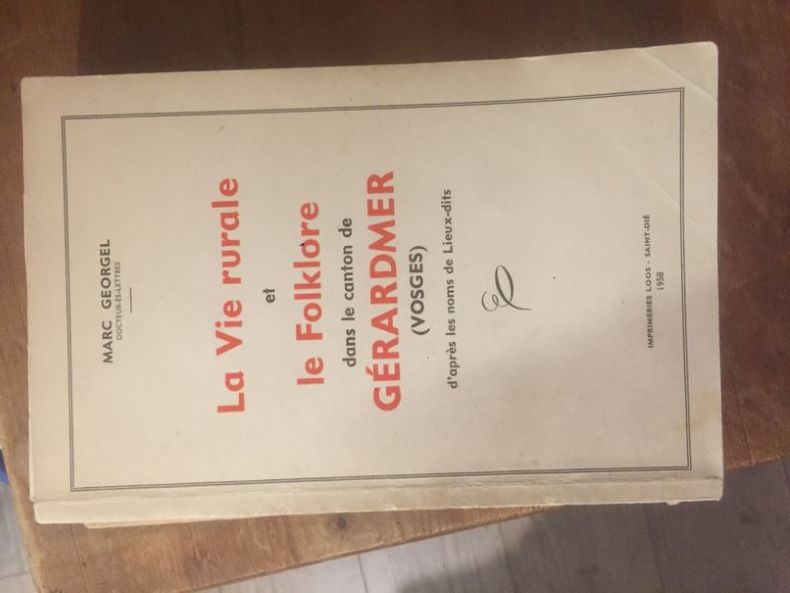 MARC GEORGEL
DOCTEUR-ÈS-LETTRES
La Vie rurale
et
le Folklore
dans le canton de
GÉRARDMER
(VOSGES)
d'après les noms de Lieux-dits
IMPRIMERIES LOOS - SAINT-DIÉ
1958